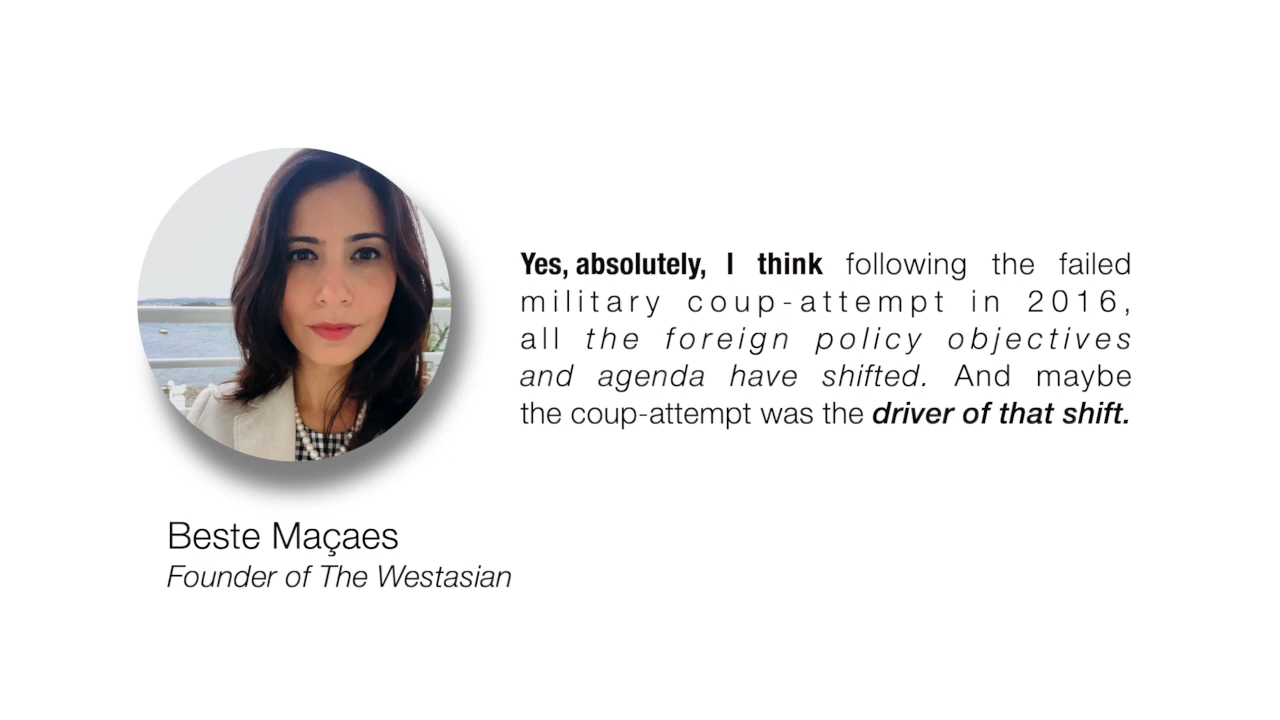 Yes, absolutely, I think following the failed
military coup-attempt in 2016,
all the foreign policy objectives
and agenda have shifted. And maybe
the coup-attempt was the driver of that shift.
Beste Maçaes
Founder of The Westasian